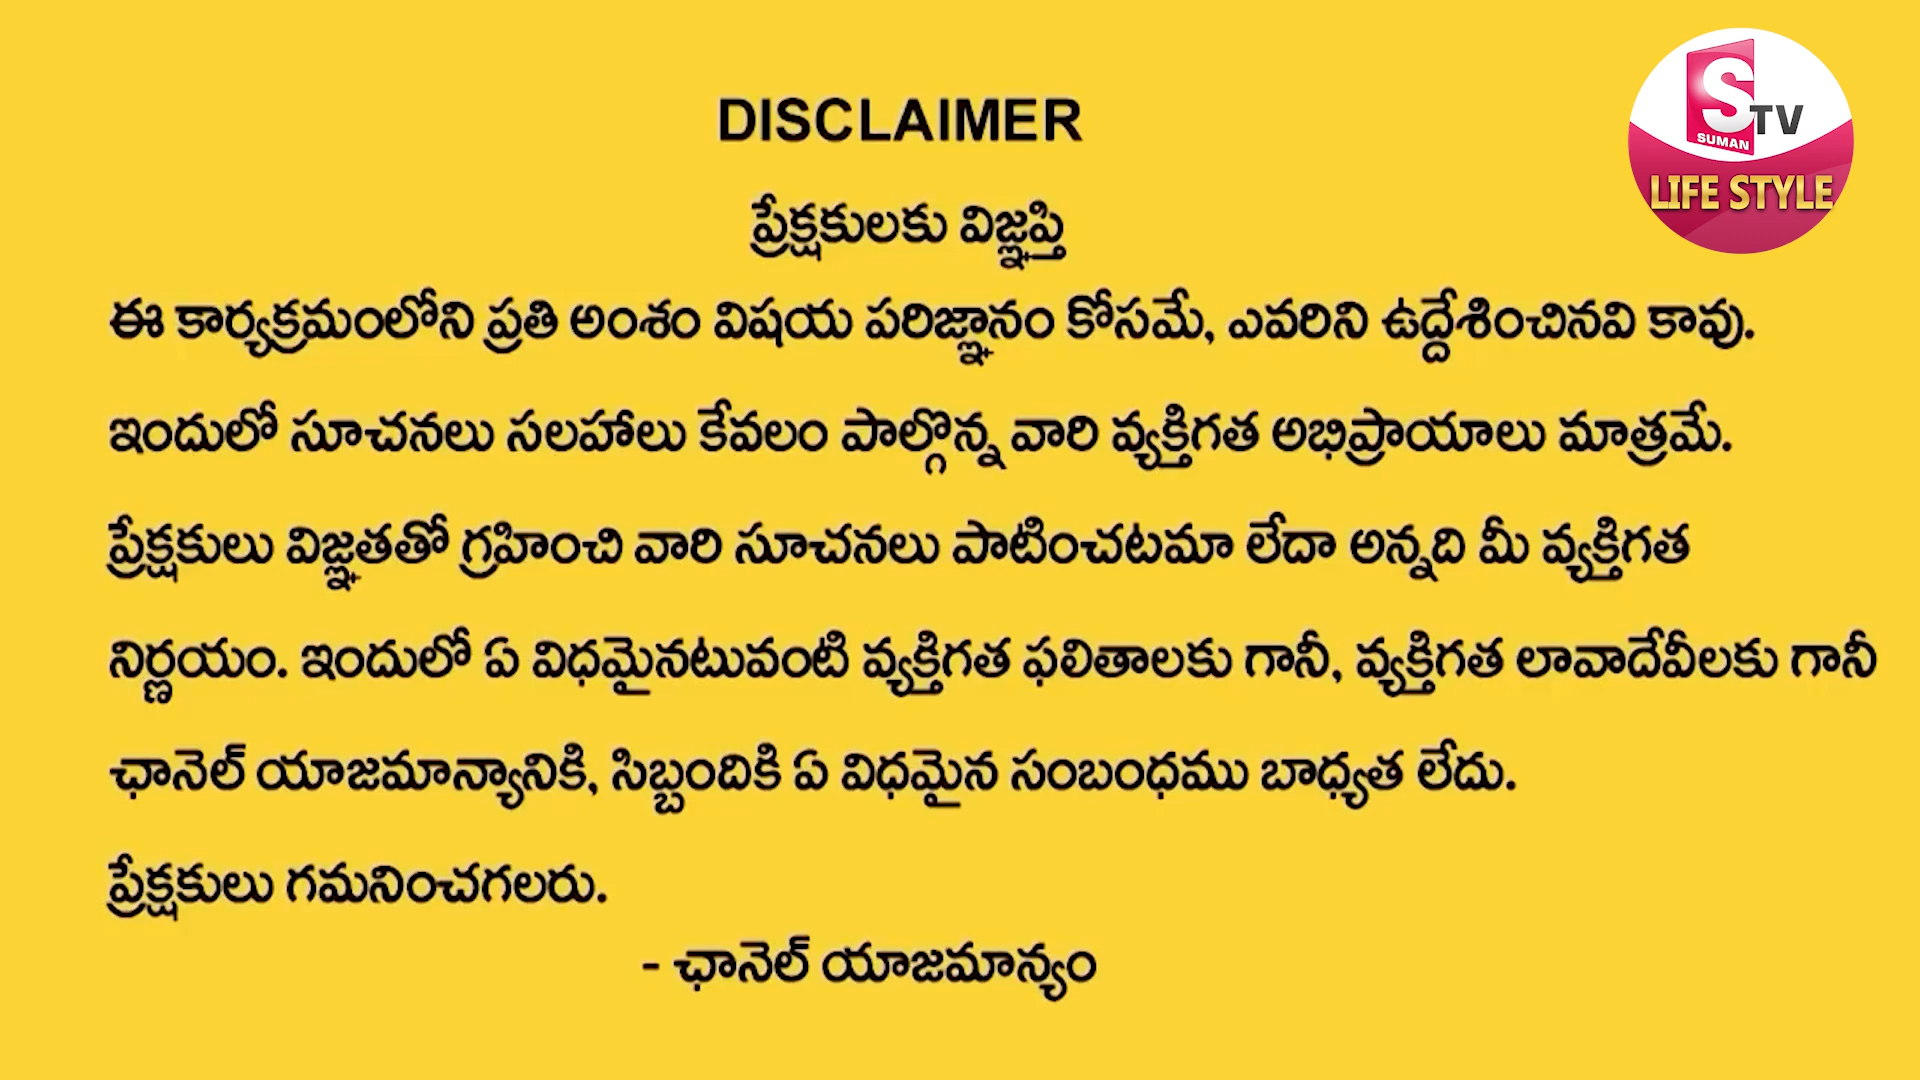 DISCLAIMER
S TV
SUMAN
LIFE STYLE
ప్రేక్షకులకు విజ్ఞప్తి
ఈ కార్యక్రమంలోని ప్రతి అంశం విషయ పరిజ్ఞానం కోసమే, ఎవరిని ఉద్దేశించినవి కావు.
ఇందులో సూచనలు సలహాలు కేవలం పాల్గొన్న వారి వ్యక్తిగత అభిప్రాయాలు మాత్రమే.
ప్రేక్షకులు విజ్ఞతతో గ్రహించి వారి సూచనలు పాటించటమా లేదా అన్నది మీ వ్యక్తిగత
నిర్ణయం. ఇందులో ఏ విధమైనటువంటి వ్యక్తిగత ఫలితాలకు గానీ, వ్యక్తిగత లావాదేవీలకు గానీ
ఛానెల్ యాజమాన్యానికి, సిబ్బందికి ఏ విధమైన సంబంధము బాధ్యత లేదు.
ప్రేక్షకులు గమనించగలరు.
- ఛానెల్ యాజమాన్యం